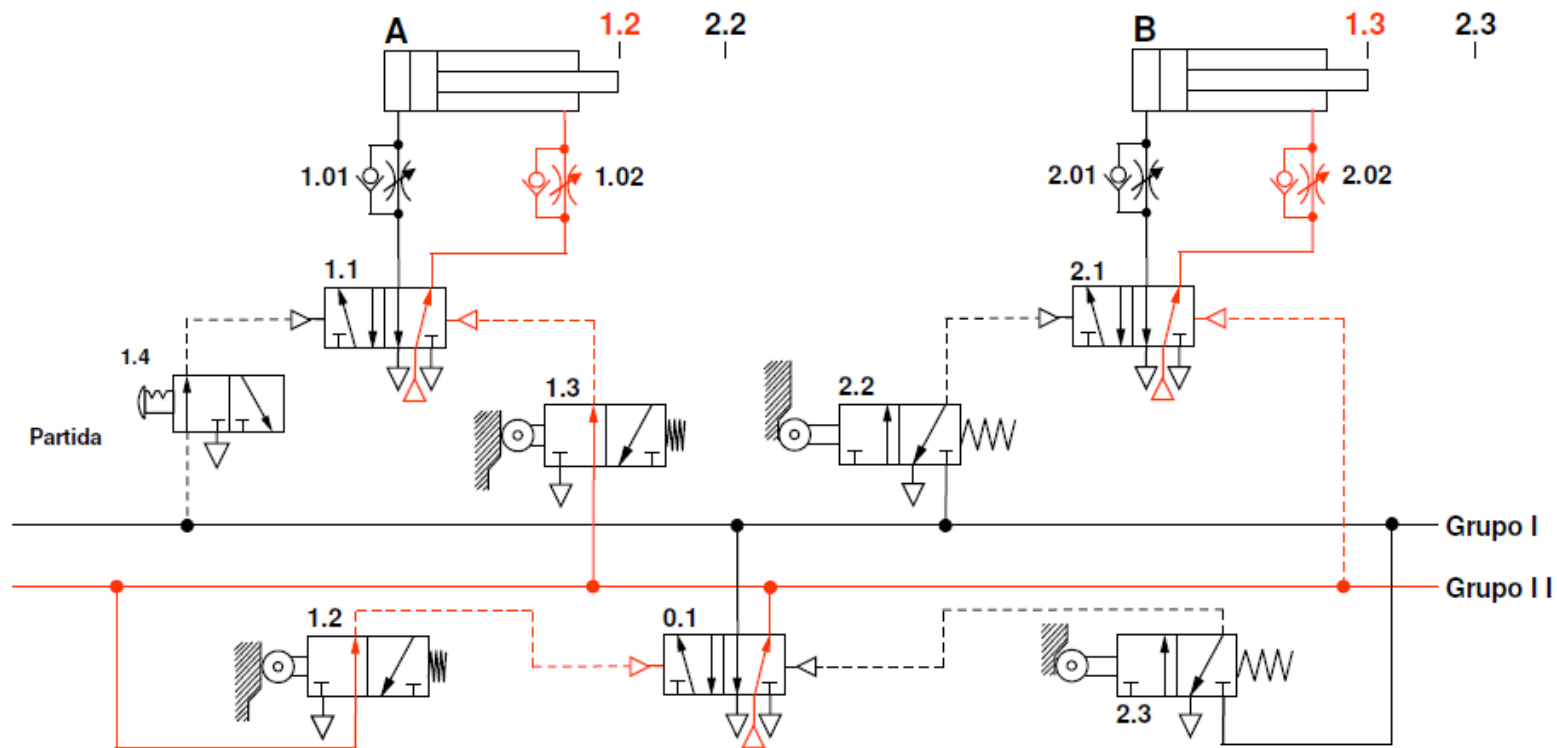 A 1.2 2.2 B 1.3 2.3
1.01 1.02 2.01 2.02
1.1 2.1
1.4 1.3 2.2
Partida
Grupo I
Grupo I I
1.2 0.1
2.3